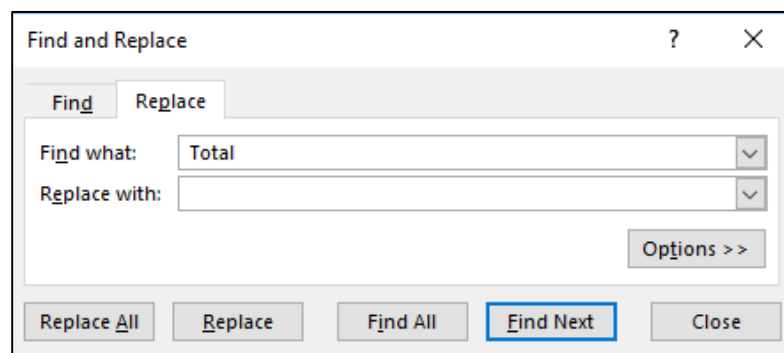 Find and Replace ?
Find Replace
Find what: Total
Replace with:
Options >>
Replace All Replace Find All Find Next Close